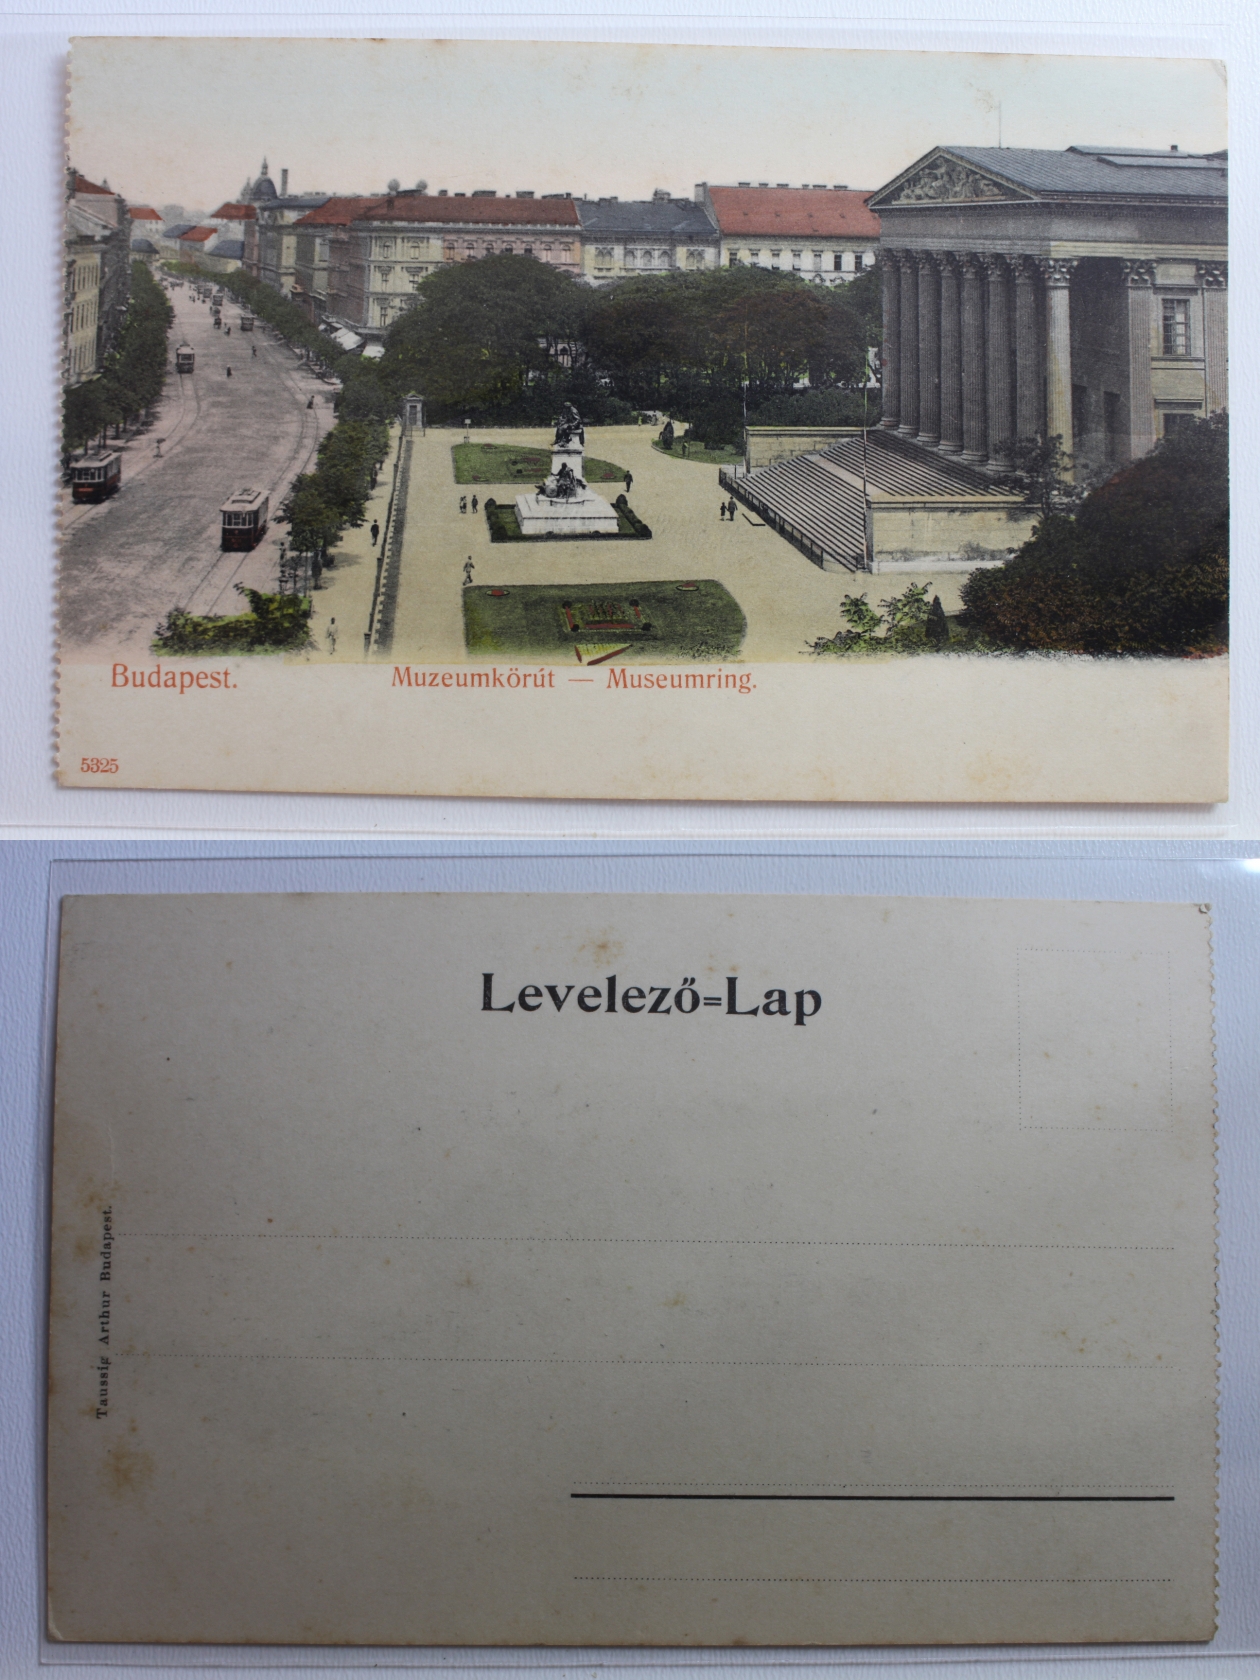 Budapest. Muzeumkörút — Museumring.
5325
Levelező=Lap
Taussig Arthur Budapest.